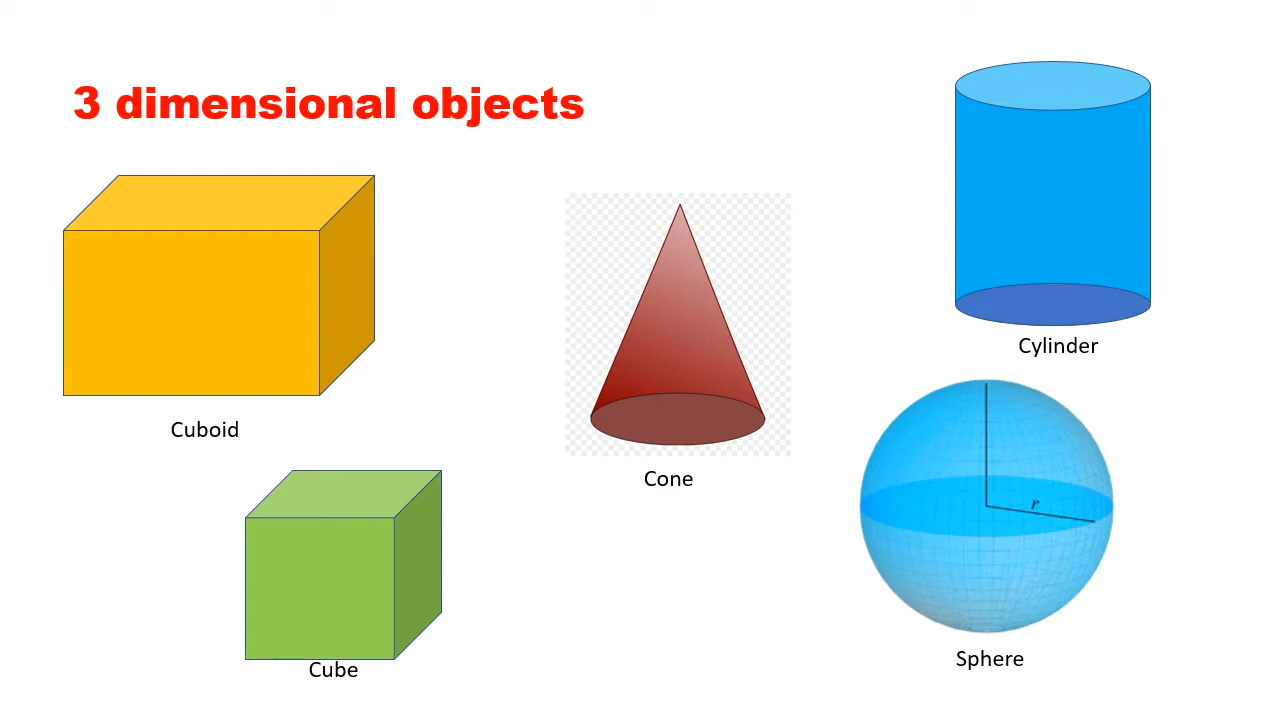 3 dimensional objects
Cylinder
Cuboid
Cone
r
Cube
Sphere